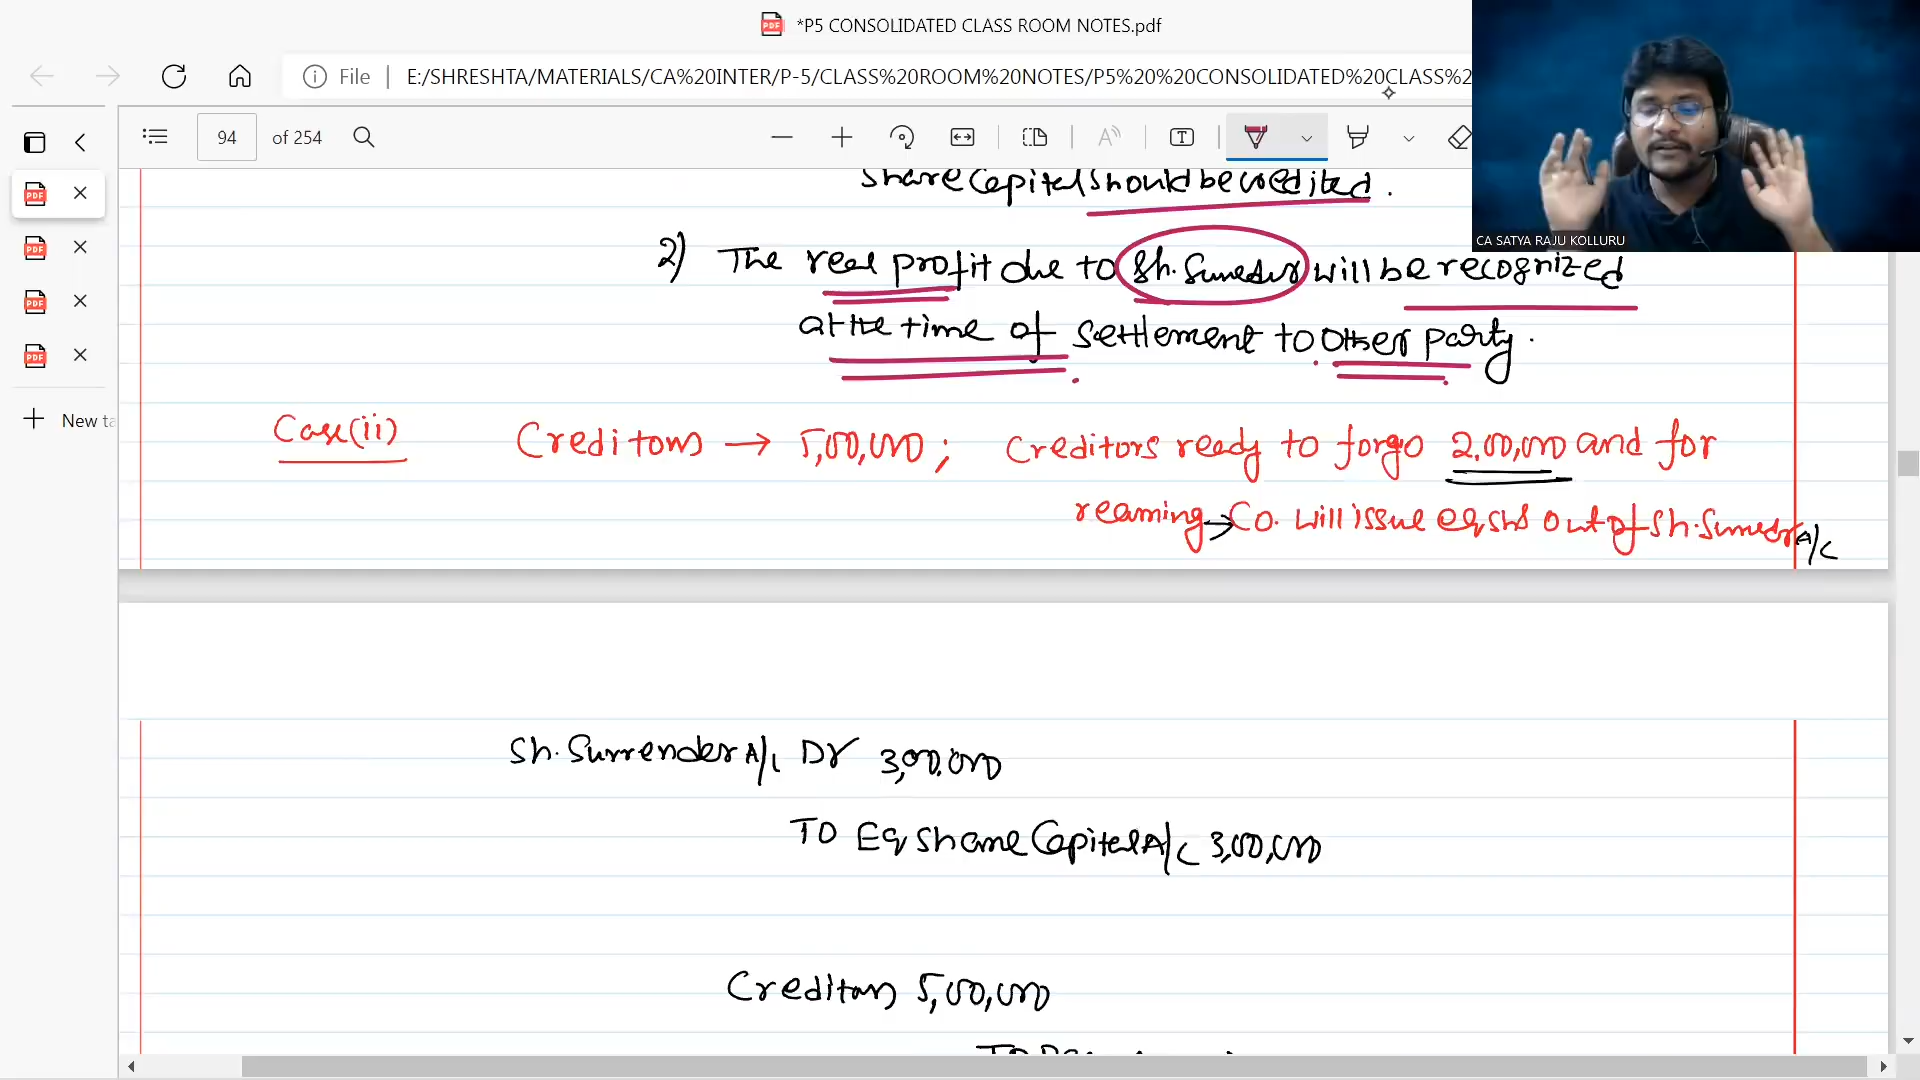 *P5 CONSOLIDATED CLASS ROOM NOTES.pdf
File | E:/SHRESHTA/MATERIALS/CA%20INTER/P-5/CLASS%20ROOM%20NOTES/P5%20%20CONSOLIDATED%20CLASS%2
94 of 254
CA SATYA RAJU KOLLURU
New ta
Share Capital should be credited.
2) The real profit due to Sh. Surrender will be recognized
at the time of settlement to other party.
Case(ii) Creditors → 5,00,000; Creditors ready to forgo 2,00,000 and for
reaming → Co. will issue eq shs out of Sh. Surrender A/c
Sh. Surrender A/c Dr 3,00,000
To Eq Share Capital A/c 3,00,000
Creditors 5,00,000